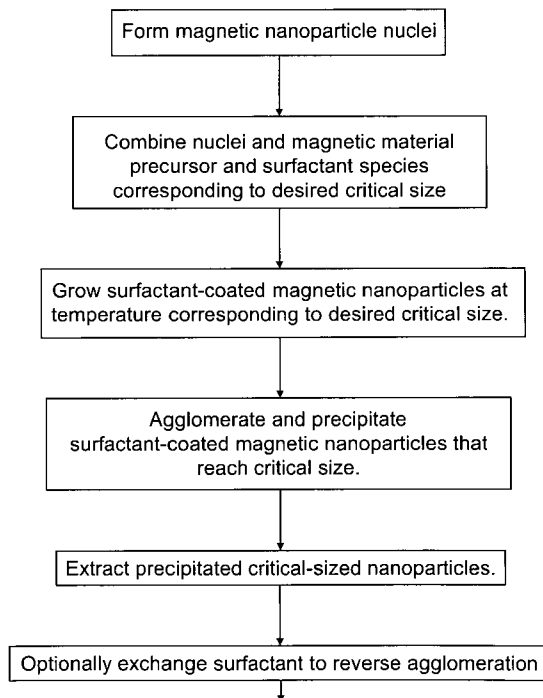 Form magnetic nanoparticle nuclei
Combine nuclei and magnetic material
precursor and surfactant species
corresponding to desired critical size
Grow surfactant-coated magnetic nanoparticles at
temperature corresponding to desired critical size.
Agglomerate and precipitate
surfactant-coated magnetic nanoparticles that
reach critical size.
Extract precipitated critical-sized nanoparticles.
Optionally exchange surfactant to reverse agglomeration